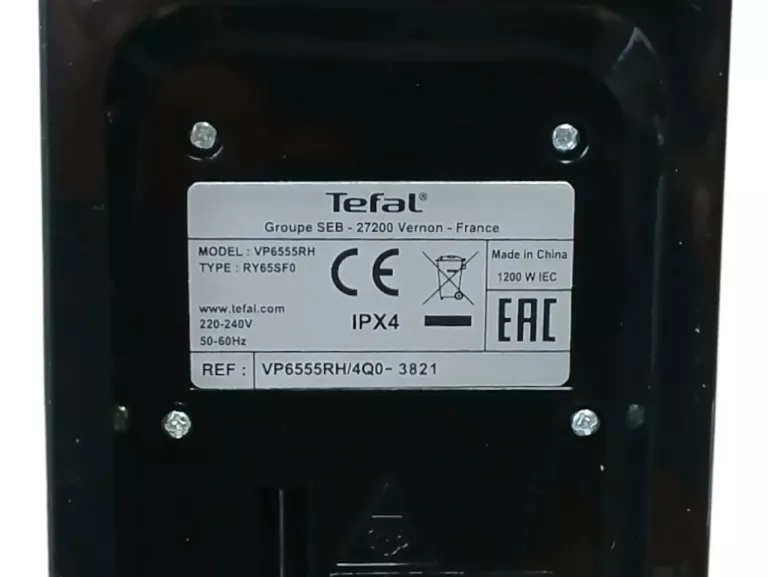 Tefal®
Groupe SEB - 27200 Vernon - France
MODEL : VP6555RH
TYPE : RY65SF0
CE
Made in China
1200 W IEC
www.tefal.com
220-240V
50-60Hz
IPX4
EAC
REF : VP6555RH/4Q0- 3821